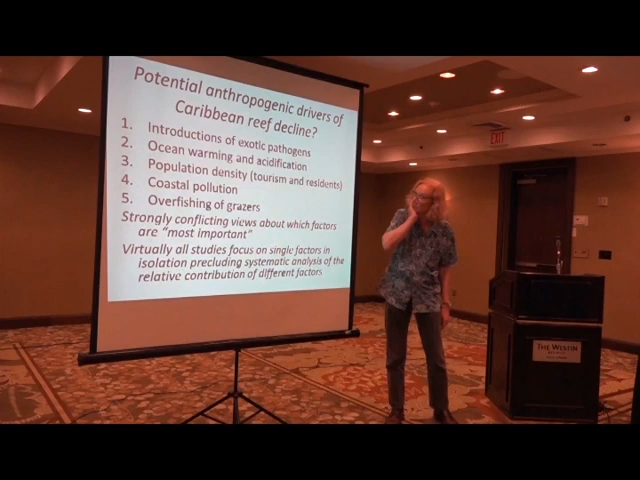 Potential anthropogenic drivers of
Caribbean reef decline?
1. Introductions of exotic pathogens
2. Ocean warming and acidification
3. Population density (tourism and residents)
4. Coastal pollution
5. Overfishing of grazers
Strongly conflicting views about which factors
are "most important"
Virtually all studies focus on single factors in
isolation precluding systematic analysis of the
relative contribution of different factors
EXIT
THE WESTIN